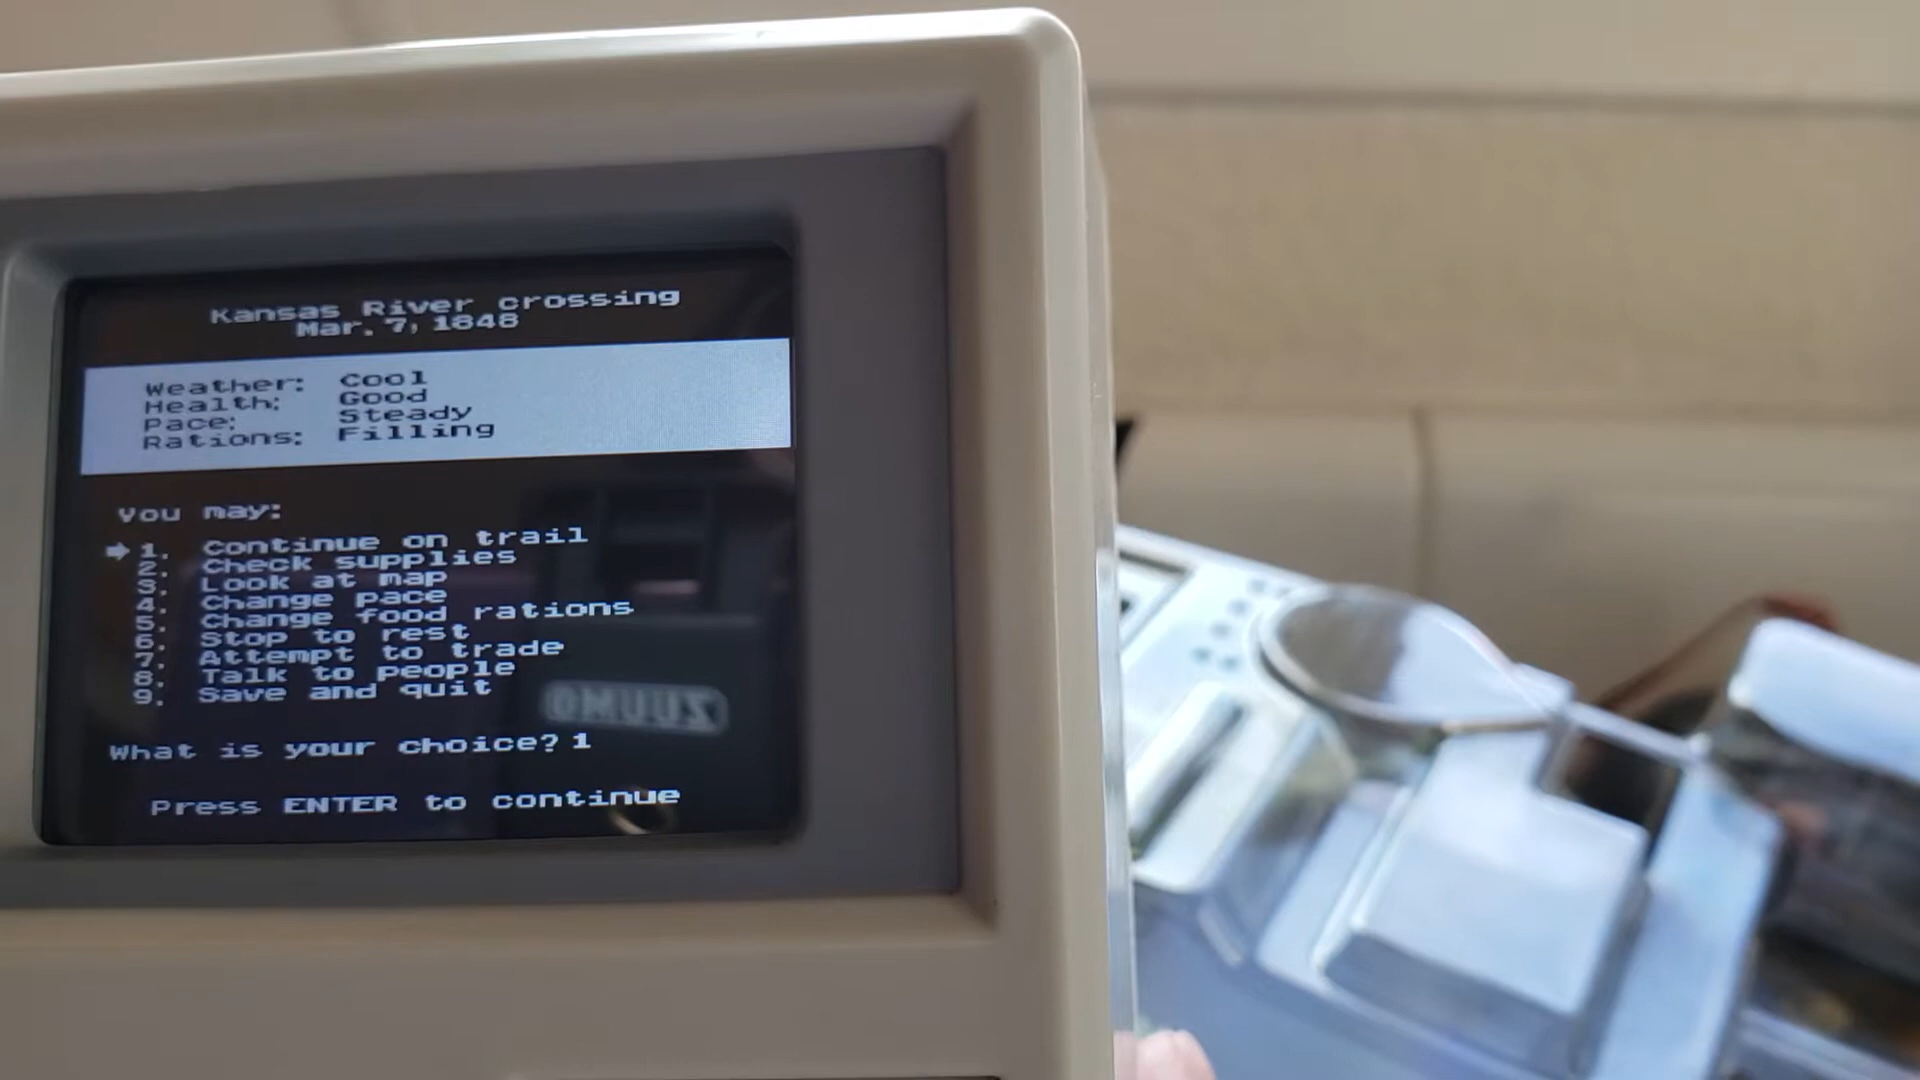 Kansas River crossing
Mar. 7, 1848
Weather: Cool
Health: Good
Pace: Steady
Rations: Filling
You may:
1. Continue on trail
2. Check supplies
3. Look at map
4. Change pace
5. Change food rations
6. Stop to rest
7. Attempt to trade
8. Talk to people
9. Save and quit
What is your choice? 1
Press ENTER to continue
ZUUM0